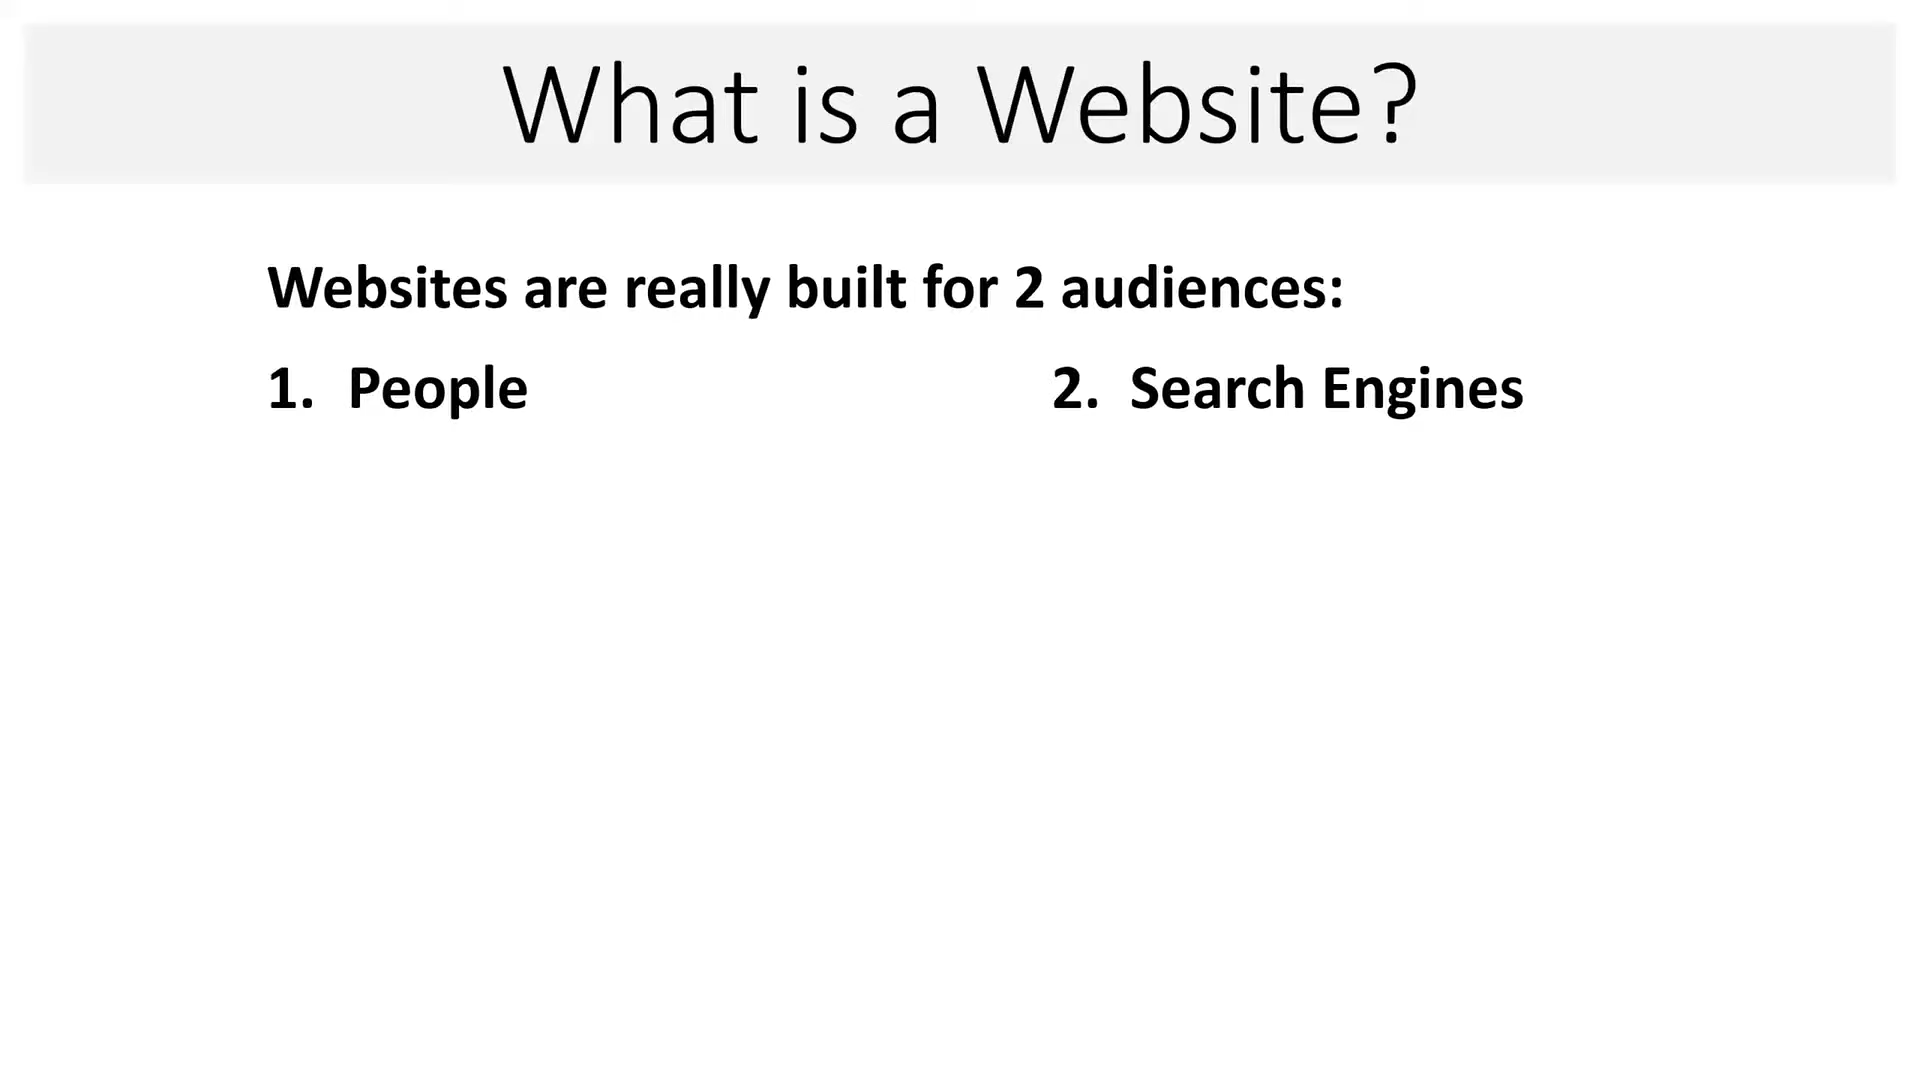 What is a Website?
Websites are really built for 2 audiences:
1. People
2. Search Engines